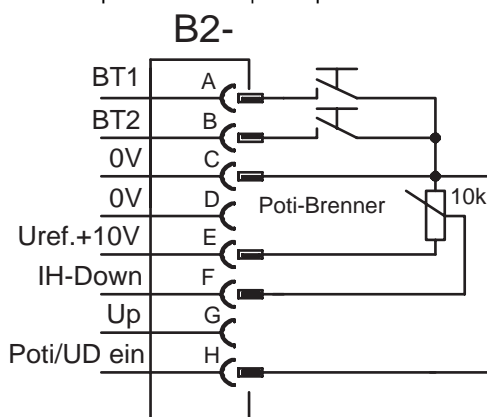 B2-
BT1 A
BT2 B
0V C
0V D Poti-Brenner 10k
Uref.+10V E
IH-Down F
Up G
Poti/UD ein H